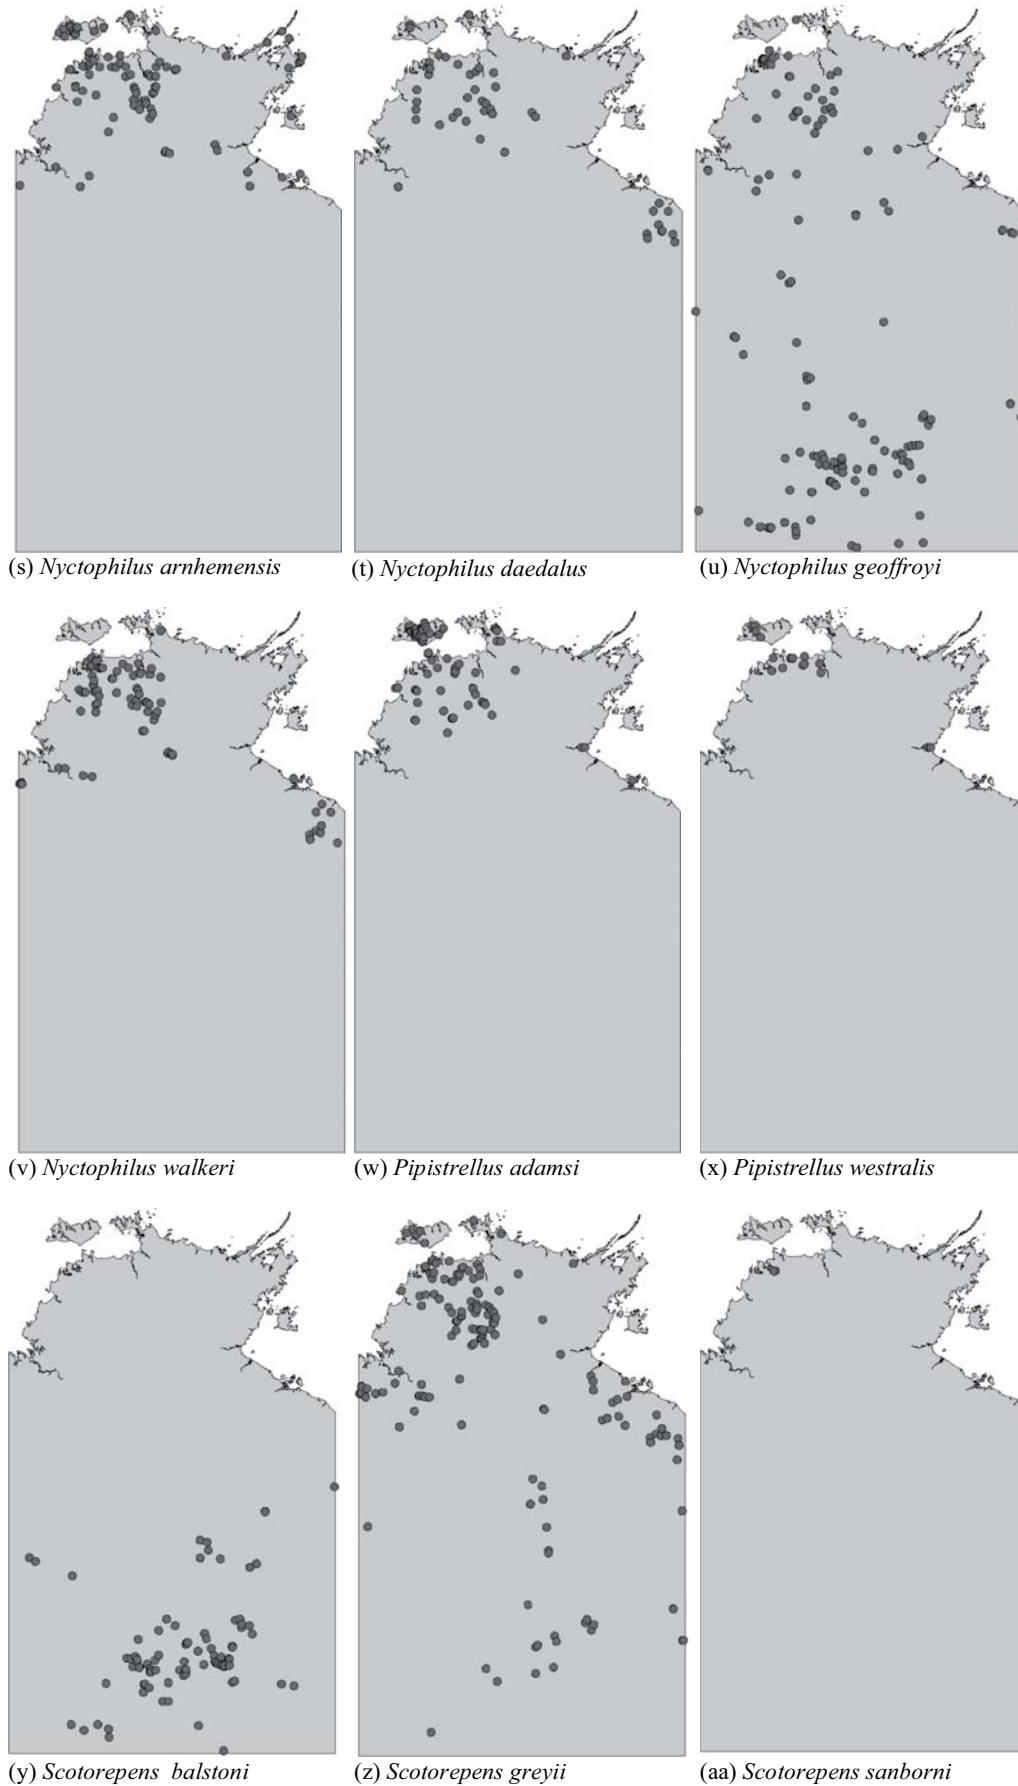 (s) Nyctophilus arnhemensis
(t) Nyctophilus daedalus
(u) Nyctophilus geoffroyi
(v) Nyctophilus walkeri
(w) Pipistrellus adamsi
(x) Pipistrellus westralis
(y) Scotorepens balstoni
(z) Scotorepens greyii
(aa) Scotorepens sanborni